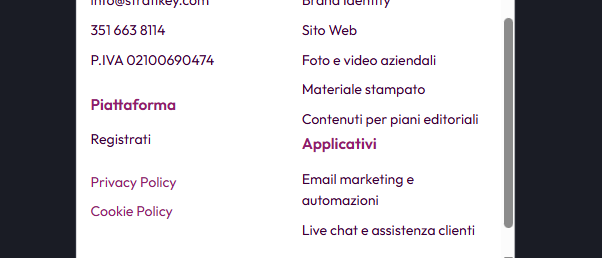 info@stratikey.com
351 663 8114
P.IVA 02100690474
Piattaforma
Registrati
Privacy Policy
Cookie Policy
Brand Identity
Sito Web
Foto e video aziendali
Materiale stampato
Contenuti per piani editoriali
Applicativi
Email marketing e
automazioni
Live chat e assistenza clienti